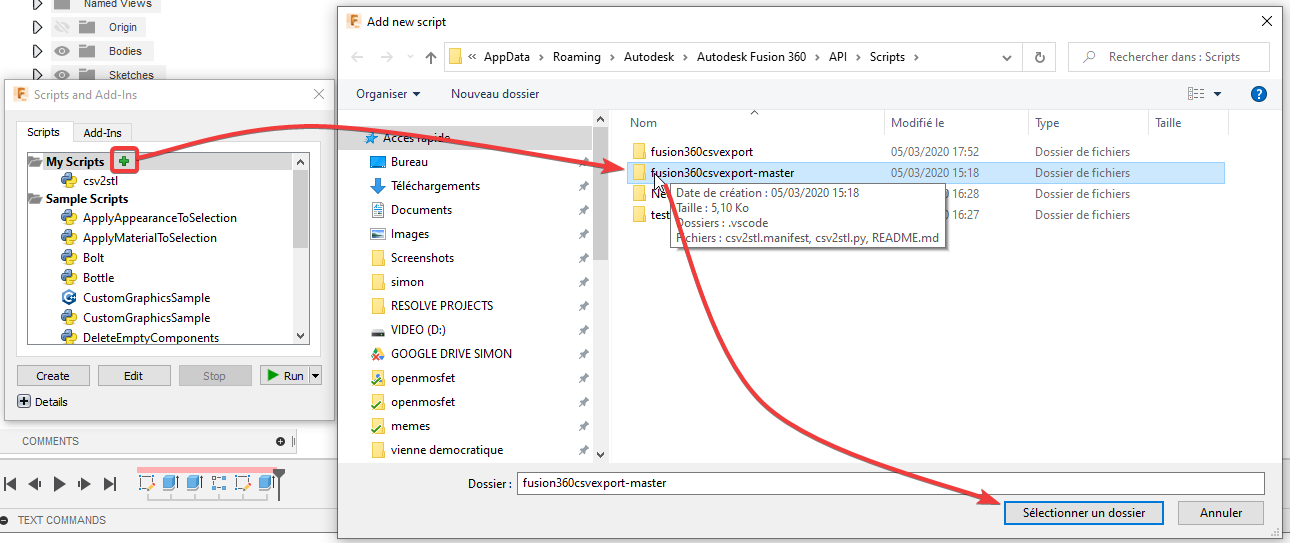 Named Views
Origin
Bodies
Sketches
Scripts and Add-Ins
Scripts
Add-Ins
My Scripts
csv2stl
Sample Scripts
ApplyAppearanceToSelection
ApplyMaterialToSelection
Bolt
Bottle
CustomGraphicsSample
CustomGraphicsSample
DeleteEmptyComponents
Create
Edit
Stop
Run
Details
COMMENTS
TEXT COMMANDS
Add new script
« AppData > Roaming > Autodesk > Autodesk Fusion 360 > API > Scripts >
Rechercher dans : Scripts
Organiser
Nouveau dossier
Accès rapide
Bureau
Téléchargements
Documents
Images
Screenshots
simon
RESOLVE PROJECTS
VIDEO (D:)
GOOGLE DRIVE SIMON
openmosfet
openmosfet
memes
vienne democratique
Nom Modifié le Type Taille
fusion360csvexport 05/03/2020 17:52 Dossier de fichiers
fusion360csvexport-master 05/03/2020 15:18 Dossier de fichiers
16:28 Dossier de fichiers
test 16:27 Dossier de fichiers
Date de création : 05/03/2020 15:18
Taille : 5,10 Ko
Dossiers : .vscode
Fichiers : csv2stl.manifest, csv2stl.py, README.md
Dossier : fusion360csvexport-master
Sélectionner un dossier
Annuler